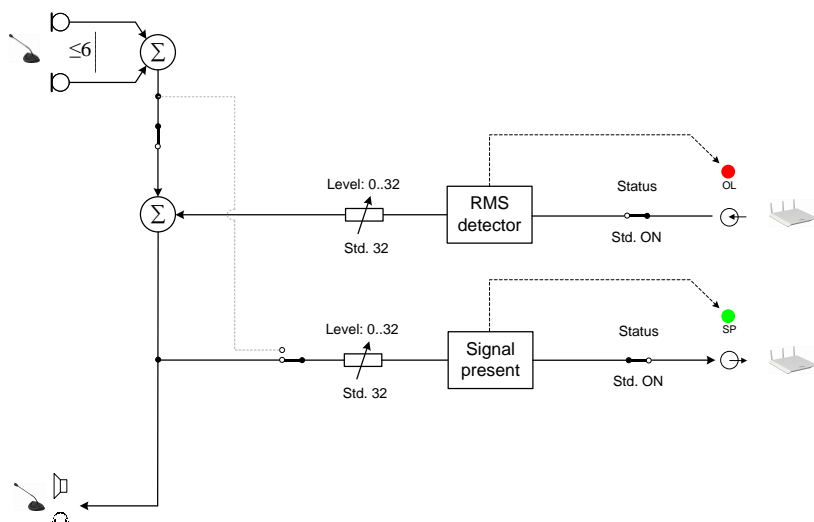 ≤6
Σ
Σ
Level: 0..32
Std. 32
RMS
detector
Status
Std. ON
OL
Level: 0..32
Std. 32
Signal
present
Status
Std. ON
SP